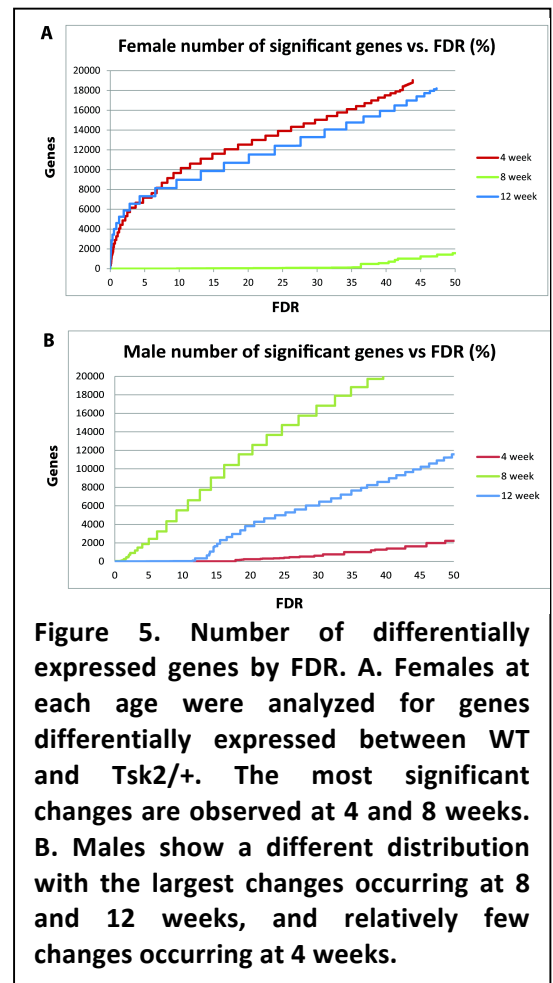 A
Female number of significant genes vs. FDR (%)
20000
18000
16000
14000
12000
10000
8000
6000
4000
2000
0
Genes
0 5 10 15 20 25 30 35 40 45 50
FDR
4 week
8 week
12 week
B
Male number of significant genes vs FDR (%)
20000
18000
16000
14000
12000
10000
8000
6000
4000
2000
0
Genes
0 5 10 15 20 25 30 35 40 45 50
FDR
4 week
8 week
12 week
Figure 5. Number of differentially
expressed genes by FDR. A. Females at
each age were analyzed for genes
differentially expressed between WT
and Tsk2/+. The most significant
changes are observed at 4 and 8 weeks.
B. Males show a different distribution
with the largest changes occurring at 8
and 12 weeks, and relatively few
changes occurring at 4 weeks.